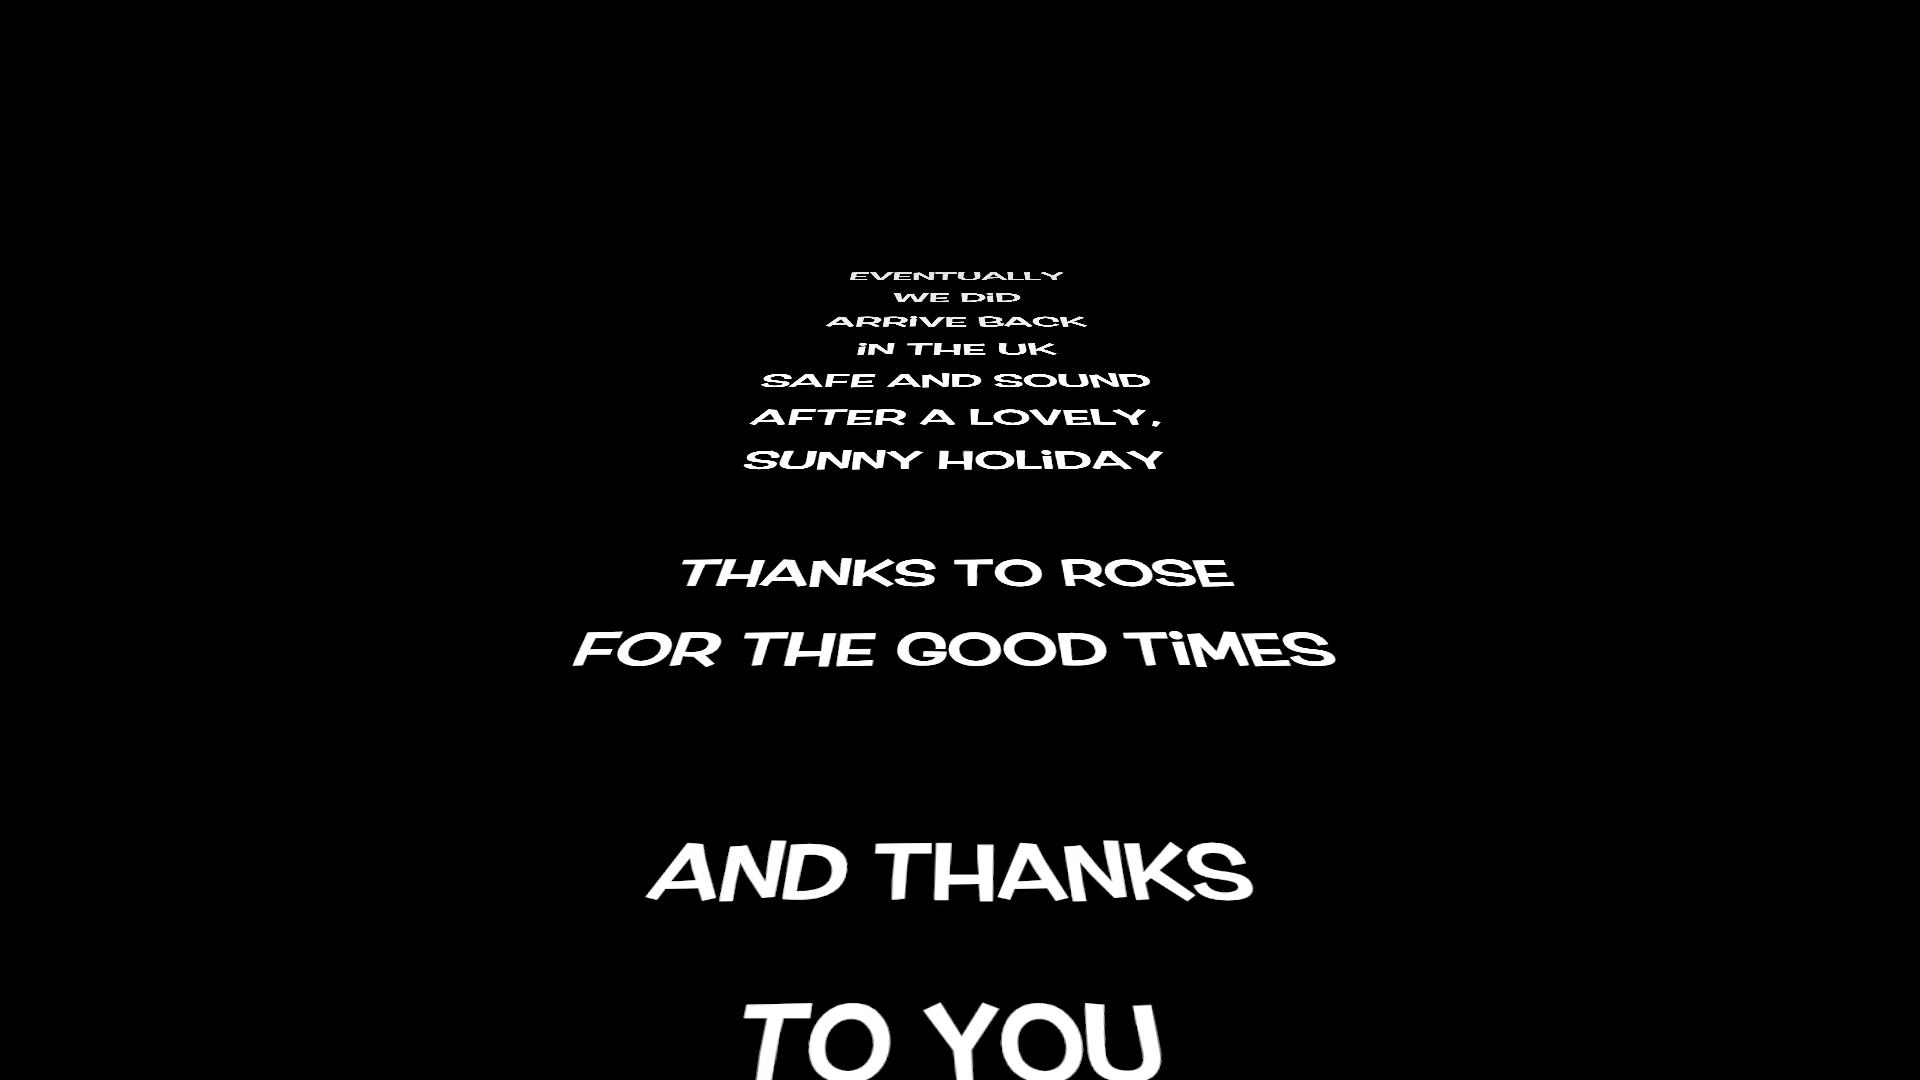 EVENTUALLY
WE DiD
ARRiVE BACK
iN THE UK
SAFE AND SOUND
AFTER A LOVELY,
SUNNY HOLiDAY
THANKS TO ROSE
FOR THE GOOD TiMES
AND THANKS
TO YOU